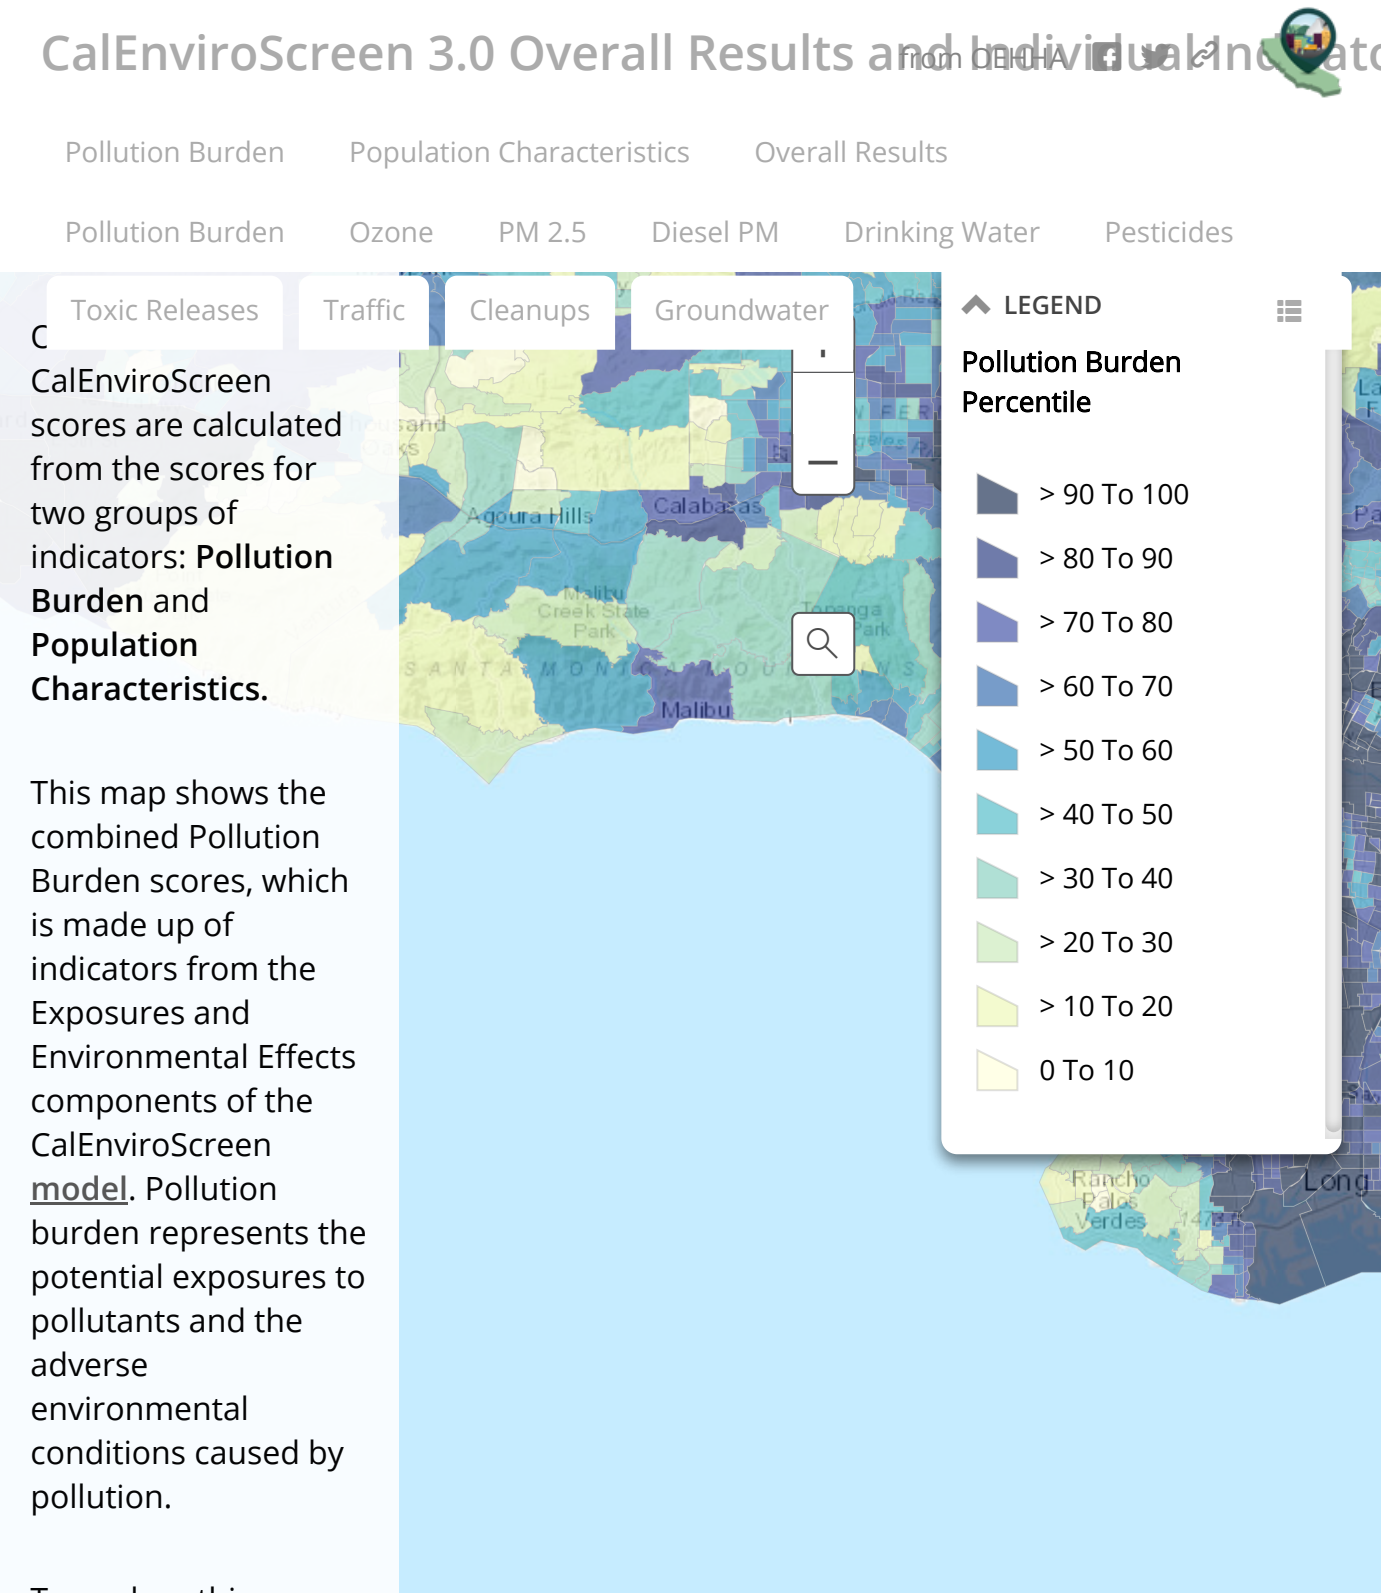 CalEnviroScreen 3.0 Overall Results and Individual
from OEHHA
Pollution Burden Population Characteristics Overall Results
Pollution Burden Ozone PM 2.5 Diesel PM Drinking Water Pesticides
Toxic Releases Traffic Cleanups Groundwater
CalEnviroScreen
scores are calculated
from the scores for
two groups of
indicators: Pollution
Burden and
Population
Characteristics.
This map shows the
combined Pollution
Burden scores, which
is made up of
indicators from the
Exposures and
Environmental Effects
components of the
CalEnviroScreen
model. Pollution
burden represents the
potential exposures to
pollutants and the
adverse
environmental
conditions caused by
pollution.
LEGEND
Pollution Burden
Percentile
> 90 To 100
> 80 To 90
> 70 To 80
> 60 To 70
> 50 To 60
> 40 To 50
> 30 To 40
> 20 To 30
> 10 To 20
0 To 10
Agoura Hills
Calabasas
Malibu
Creek State
Park
Topanga
Park
SANTA MONICA MOUN
Malibu
Rancho
Palos
Verdes
Long